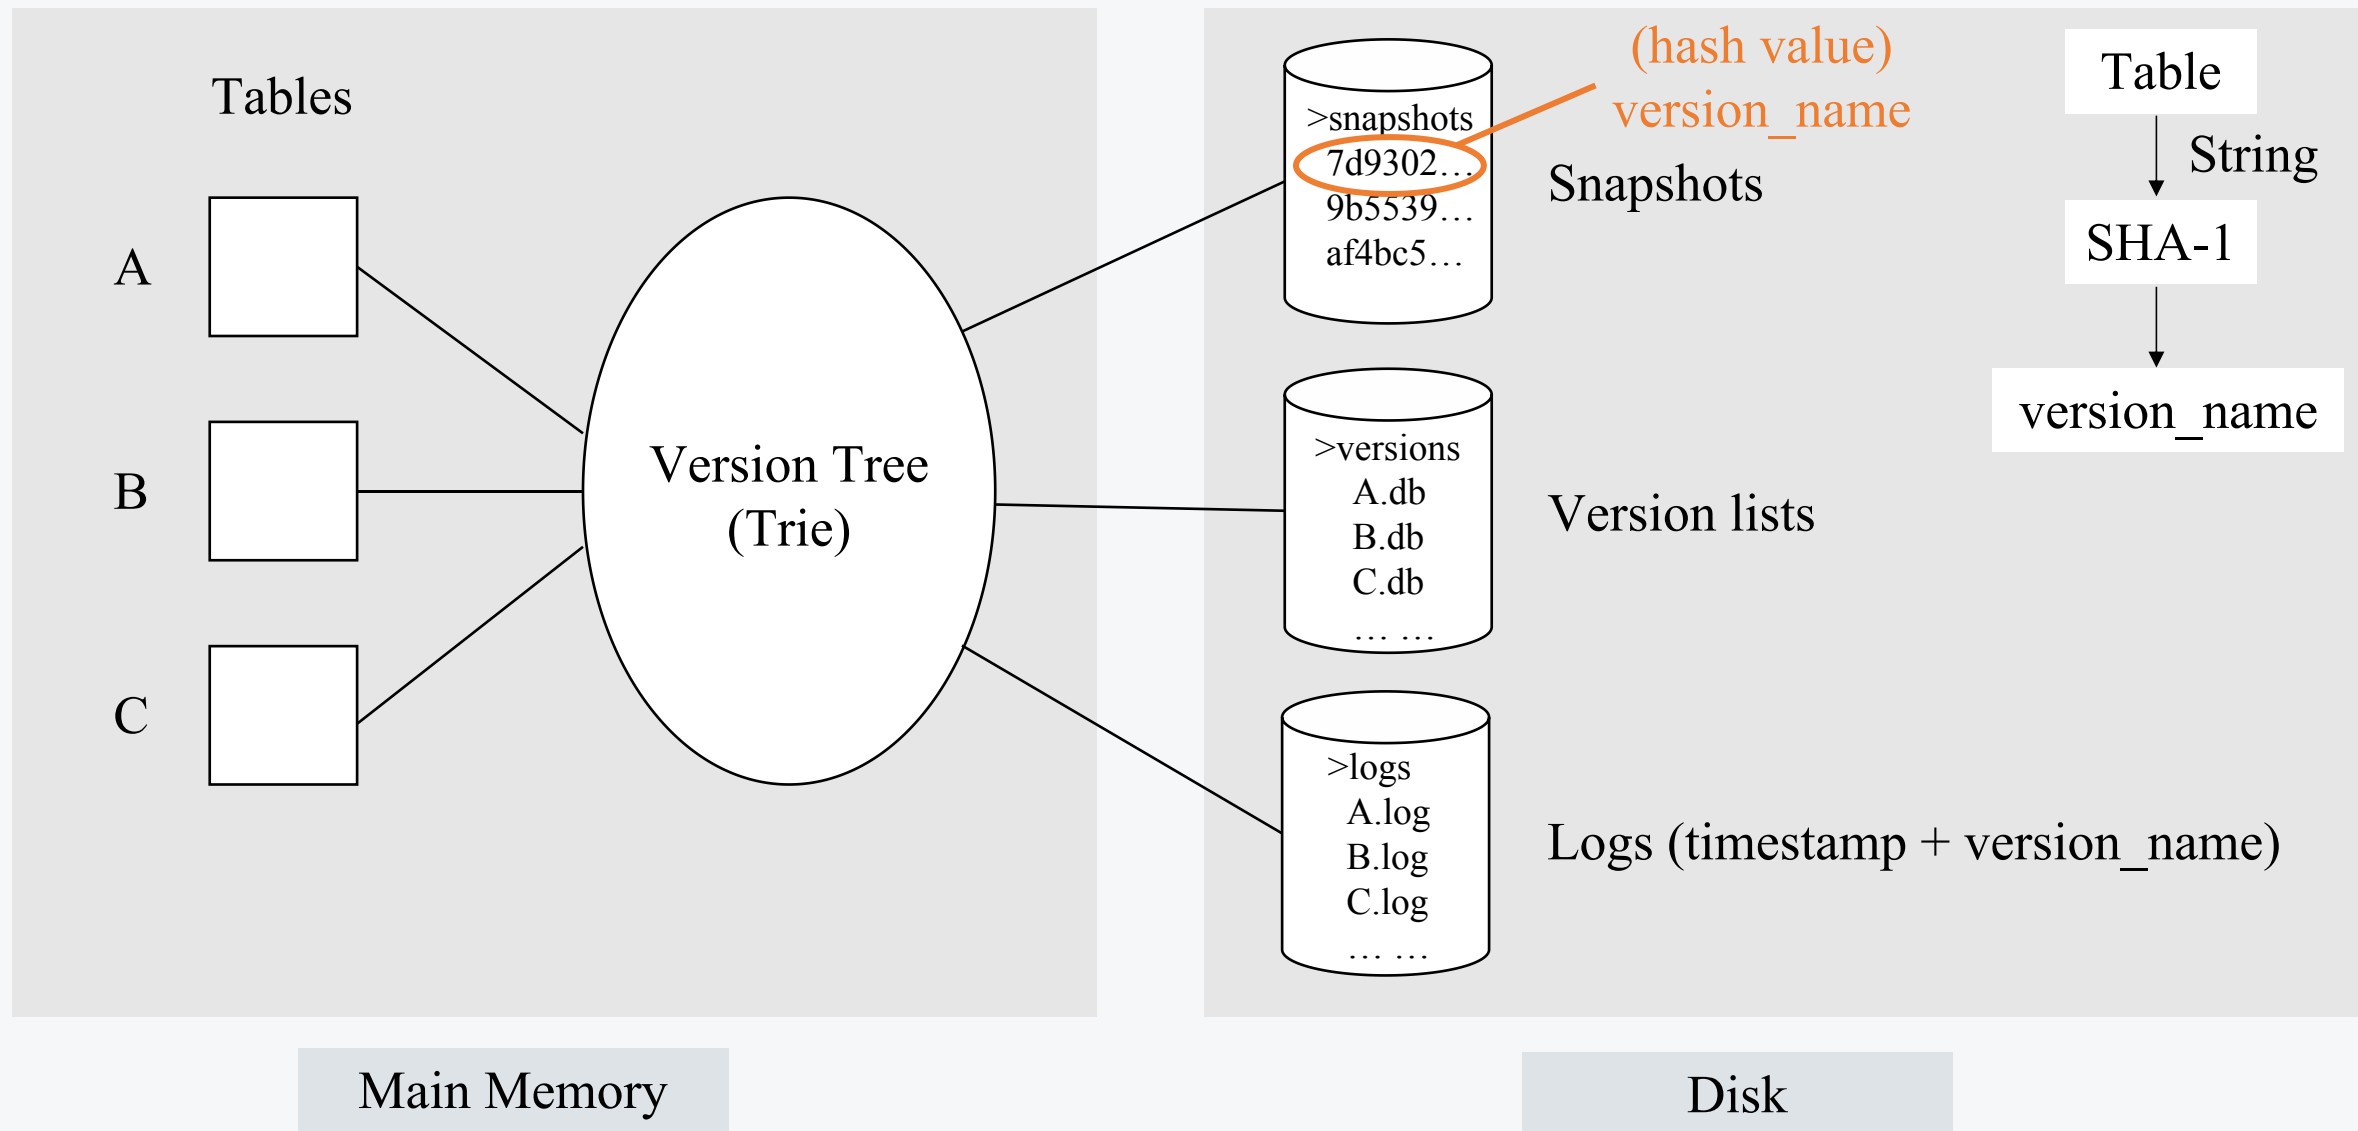 Tables
A
B
C
Version Tree
(Trie)
>snapshots
7d9302…
9b5539…
af4bc5…
(hash value)
version_name
Snapshots
>versions
A.db
B.db
C.db
… …
Version lists
>logs
A.log
B.log
C.log
… …
Logs (timestamp + version_name)
Table
String
SHA-1
version_name
Main Memory
Disk